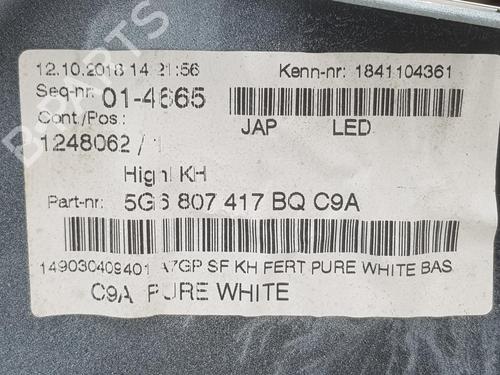 12.10.2018 14 21:56 Kenn-nr: 1841104361
Seq-nr: 01-4665
Cont./Pos.:
JAP LED
1248062 / 1
Highl KH
Part-nr: 5G6 807 417 BQ C9A
149030409401 A7GP SF KH FERT PURE WHITE BAS
C9A PURE WHITE
B-PARTS